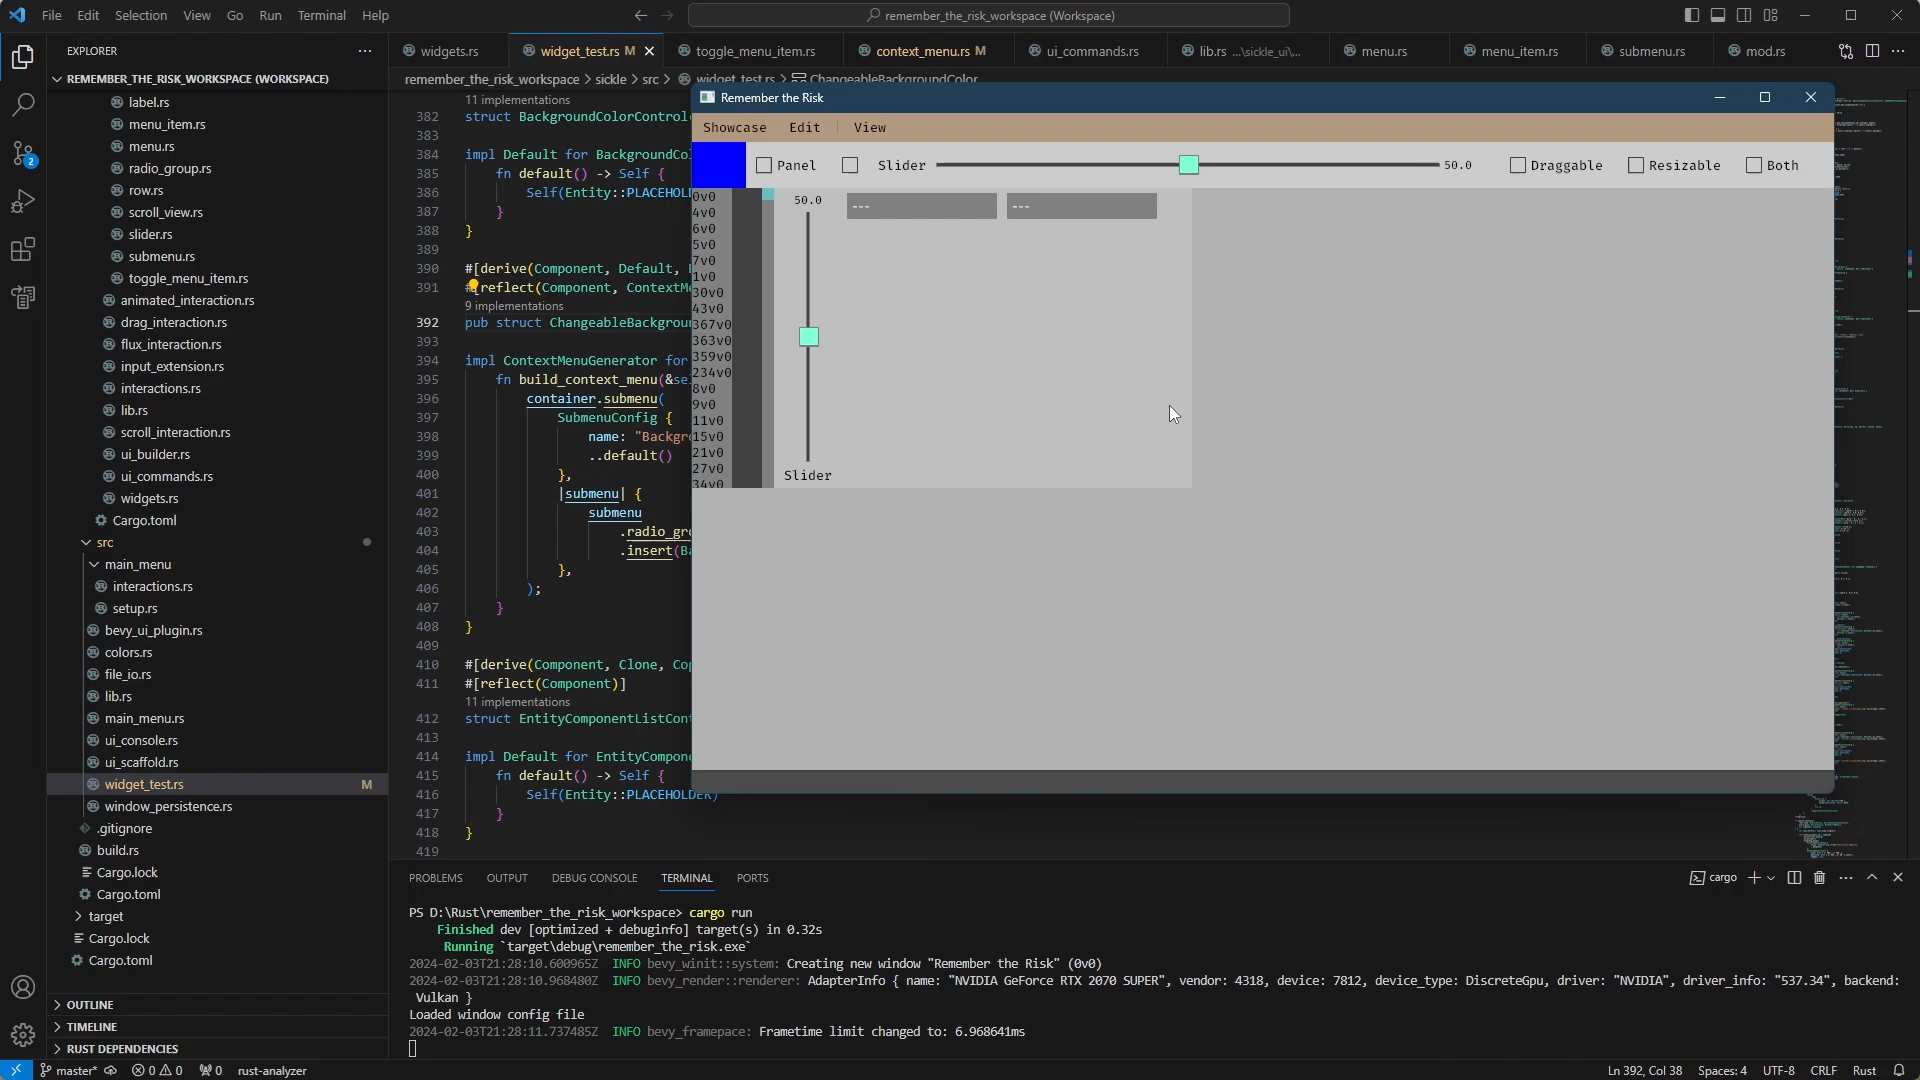 File Edit Selection View Go Run Terminal Help
remember_the_risk_workspace (Workspace)
EXPLORER
widgets.rs
widget_test.rs M
toggle_menu_item.rs
context_menu.rs M
ui_commands.rs
lib.rs ...\sickle_ui\...
menu.rs
menu_item.rs
submenu.rs
mod.rs
REMEMBER_THE_RISK_WORKSPACE (WORKSPACE)
label.rs
menu_item.rs
menu.rs
radio_group.rs
row.rs
scroll_view.rs
slider.rs
submenu.rs
toggle_menu_item.rs
animated_interaction.rs
drag_interaction.rs
flux_interaction.rs
input_extension.rs
interactions.rs
lib.rs
scroll_interaction.rs
ui_builder.rs
ui_commands.rs
widgets.rs
Cargo.toml
src
main_menu
interactions.rs
setup.rs
bevy_ui_plugin.rs
colors.rs
file_io.rs
lib.rs
main_menu.rs
ui_console.rs
ui_scaffold.rs
widget_test.rs M
window_persistence.rs
.gitignore
build.rs
Cargo.lock
Cargo.toml
target
Cargo.lock
Cargo.toml
OUTLINE
TIMELINE
RUST DEPENDENCIES
2
remember_the_risk_workspace > sickle > src > widget_test.rs > ChangeableBackgroundColor
11 implementations
382 struct BackgroundColorControle
383
384 impl Default for BackgroundCol
385 fn default() -> Self {
386 Self(Entity::PLACEHOL
387 }
388 }
389
390 #[derive(Component, Default,
391 #[reflect(Component, ContextMe
9 implementations
392 pub struct ChangeableBackgroun
393
394 impl ContextMenuGenerator for
395 fn build_context_menu(&se
396 container.submenu(
397 SubmenuConfig {
398 name: "Backgr
399 ..default()
400 },
401 |submenu| {
402 submenu
403 .radio_gro
404 .insert(Ba
405 },
406 );
407 }
408 }
409
410 #[derive(Component, Clone, Cop
411 #[reflect(Component)]
11 implementations
412 struct EntityComponentListCont
413
414 impl Default for EntityCompone
415 fn default() -> Self {
416 Self(Entity::PLACEHOLDER)
417 }
418 }
419
Remember the Risk
Showcase Edit View
Panel Slider 50.0 Draggable Resizable Both
0v0
4v0
6v0
5v0
7v0
1v0
30v0
43v0
367v0
363v0
359v0
234v0
8v0
9v0
11v0
15v0
21v0
27v0
34v0
50.0
Slider
---
---
PROBLEMS OUTPUT DEBUG CONSOLE TERMINAL PORTS
cargo
PS D:\Rust\remember_the_risk_workspace> cargo run
Finished dev [optimized + debuginfo] target(s) in 0.32s
Running `target\debug\remember_the_risk.exe`
2024-02-03T21:28:10.600965Z INFO bevy_winit::system: Creating new window "Remember the Risk" (0v0)
2024-02-03T21:28:10.968480Z INFO bevy_render::renderer: AdapterInfo { name: "NVIDIA GeForce RTX 2070 SUPER", vendor: 4318, device: 7812, device_type: DiscreteGpu, driver: "NVIDIA", driver_info: "537.34", backend:
Vulkan }
Loaded window config file
2024-02-03T21:28:11.737485Z INFO bevy_framepace: Frametime limit changed to: 6.968641ms
master* 0 0 0 rust-analyzer
Ln 392, Col 38 Spaces: 4 UTF-8 CRLF Rust